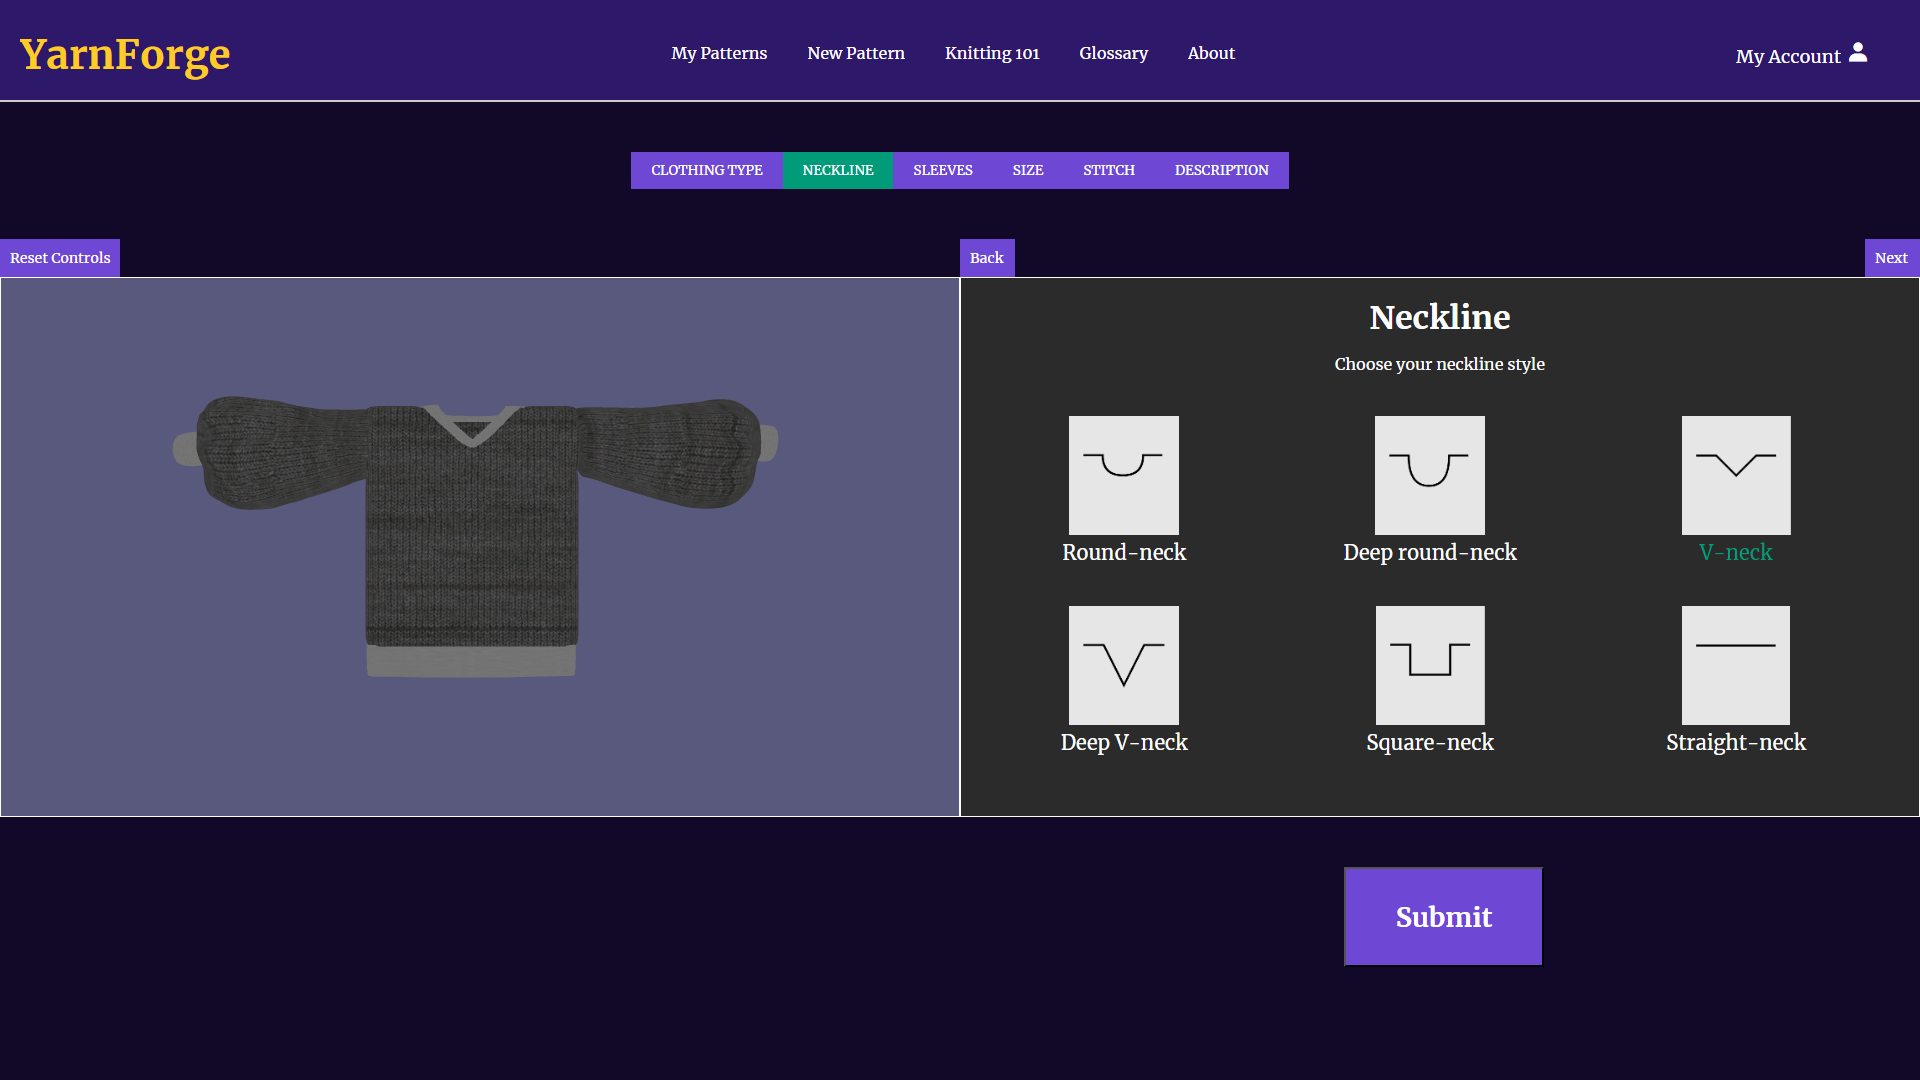 YarnForge
My Patterns New Pattern Knitting 101 Glossary About
My Account
CLOTHING TYPE NECKLINE SLEEVES SIZE STITCH DESCRIPTION
Reset Controls
Back
Next
Neckline
Choose your neckline style
Round-neck
Deep round-neck
V-neck
Deep V-neck
Square-neck
Straight-neck
Submit